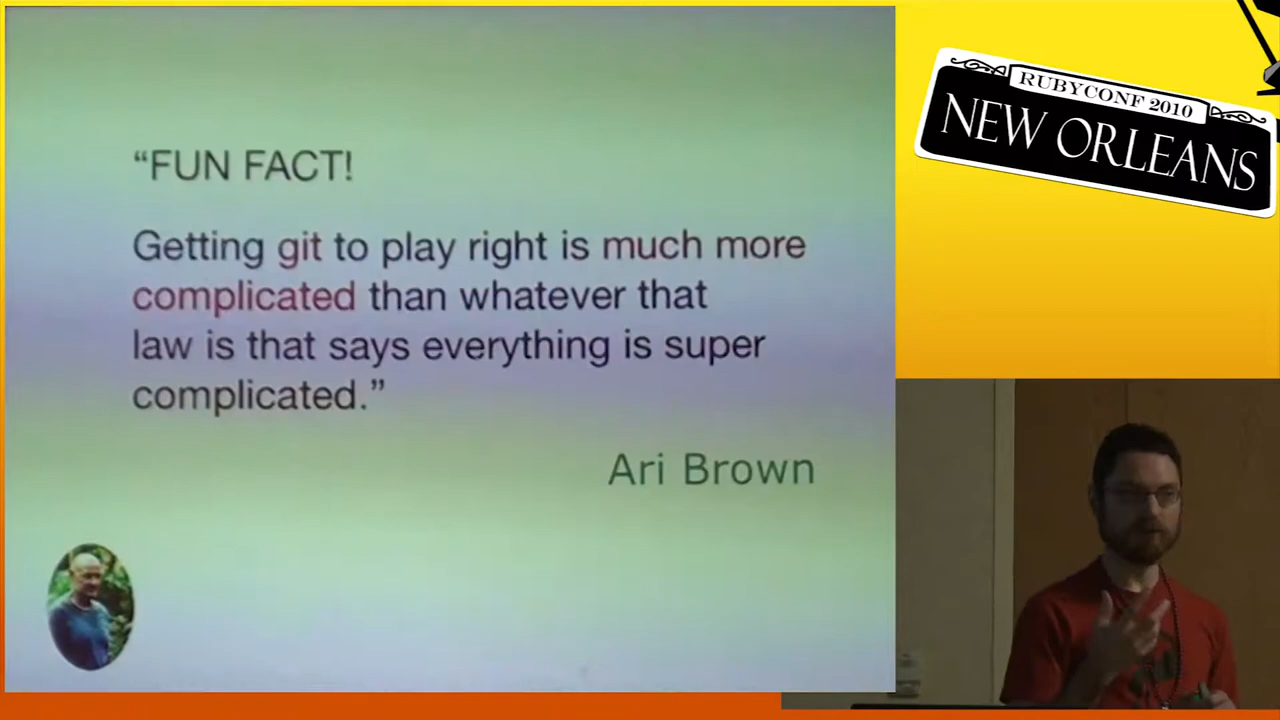 “FUN FACT!
Getting git to play right is much more
complicated than whatever that
law is that says everything is super
complicated.”
Ari Brown
RUBYCONF 2010
NEW ORLEANS